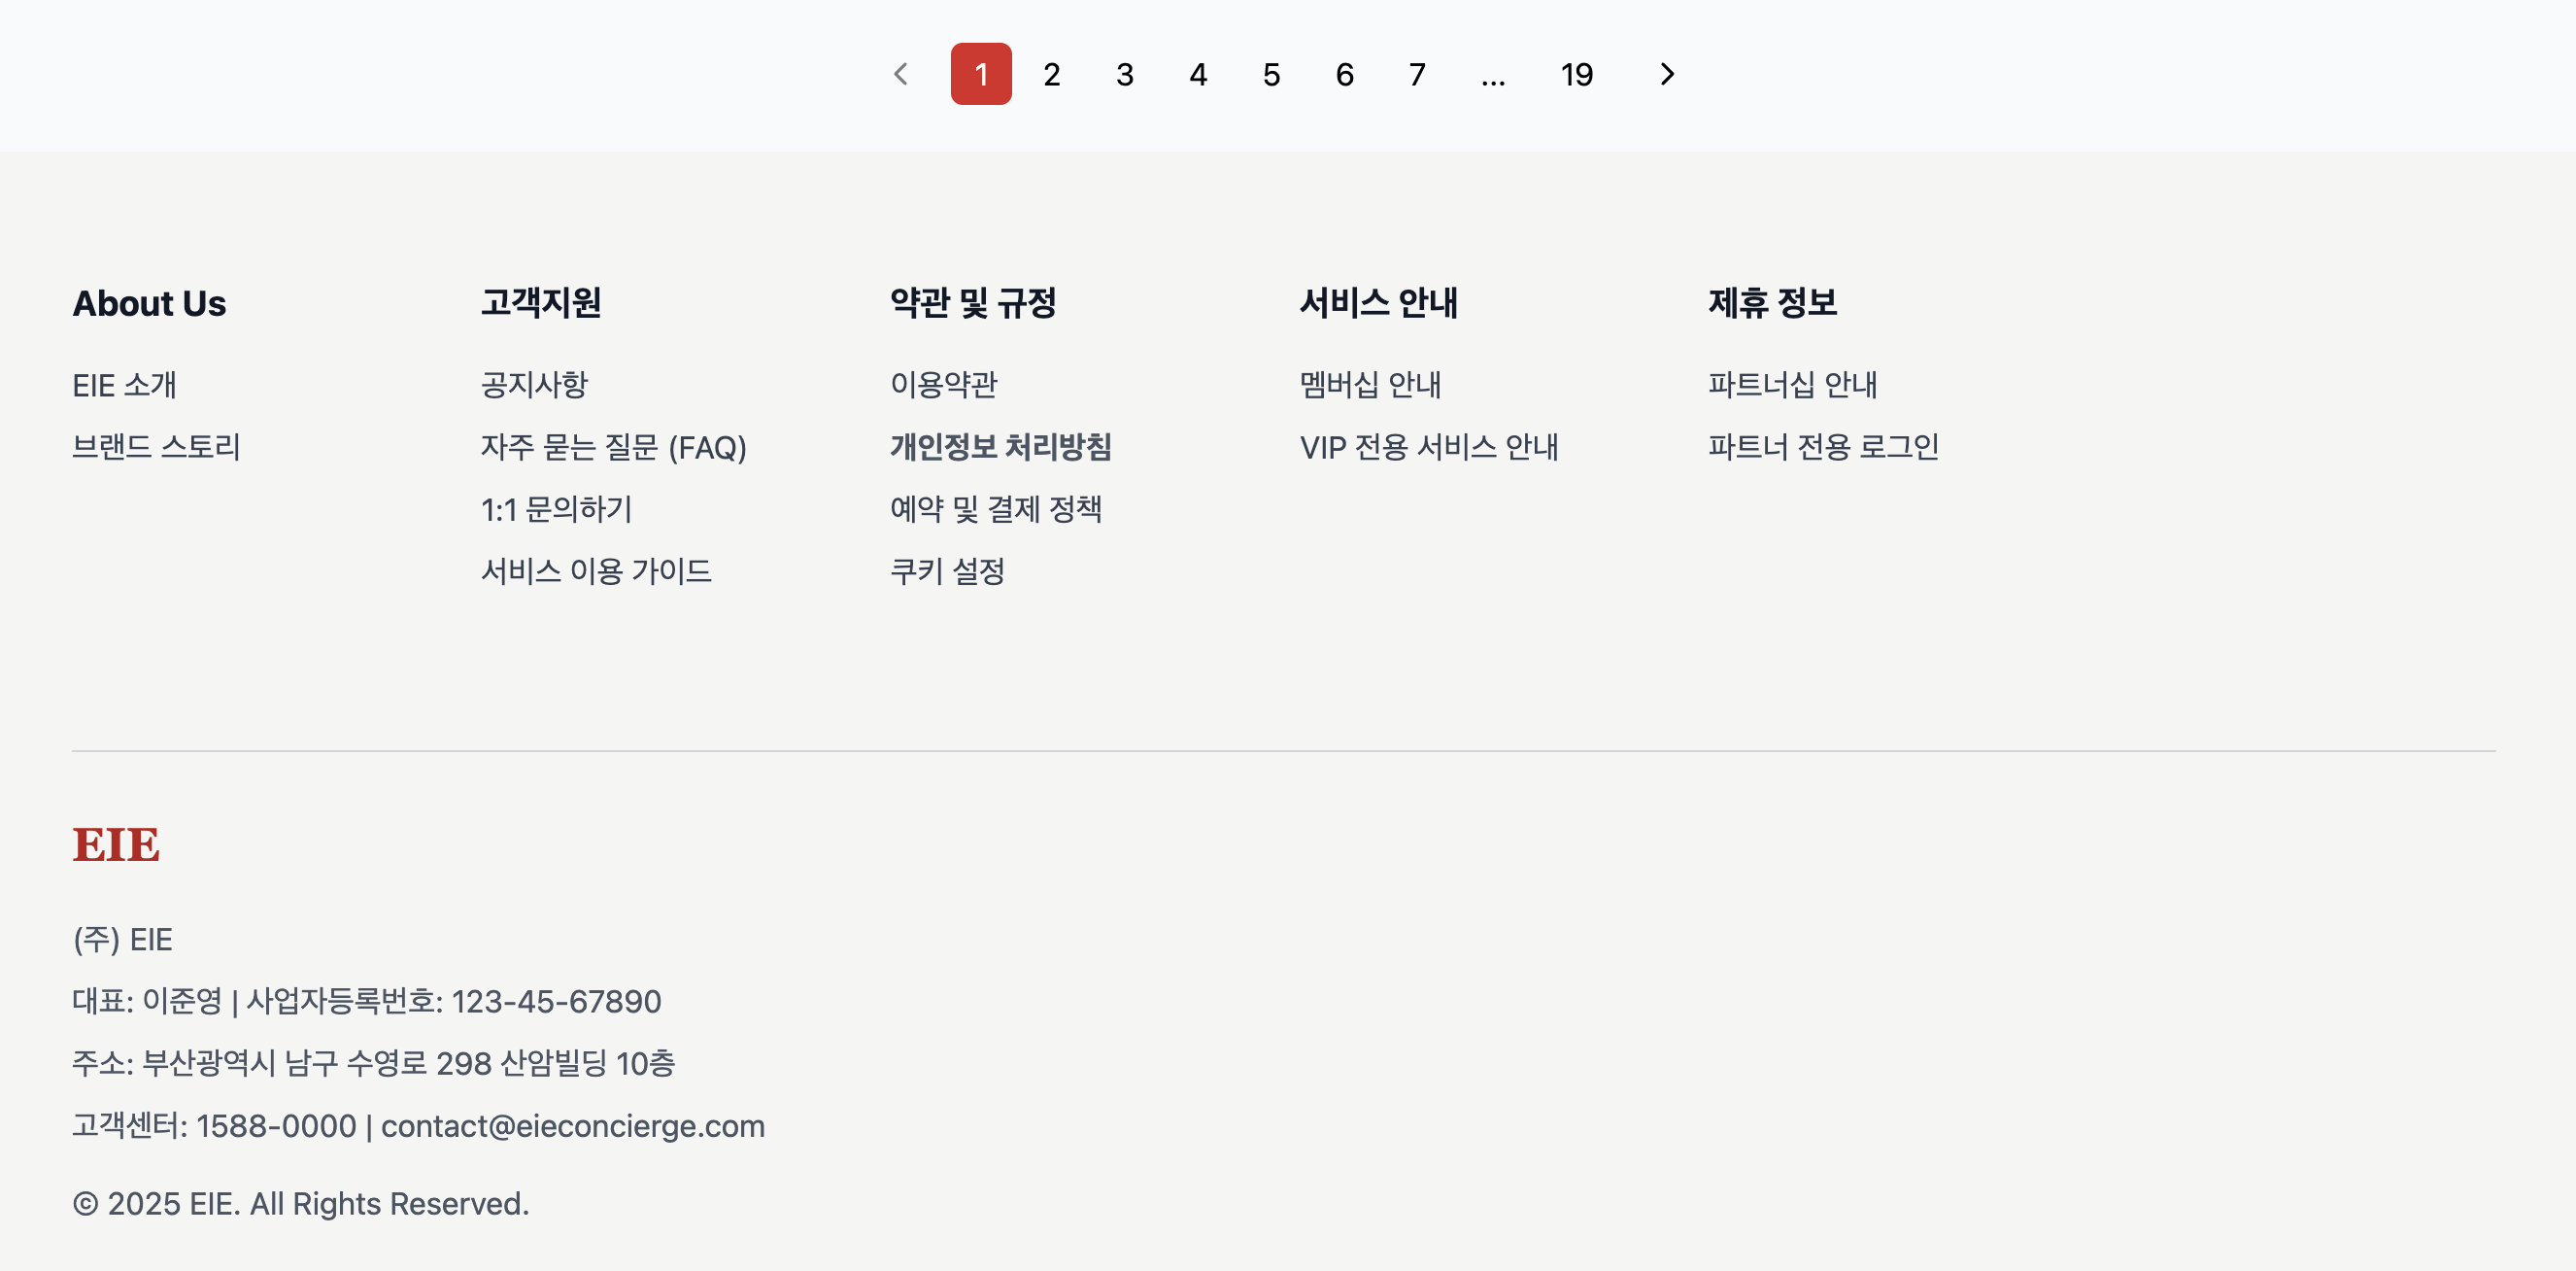 1 2 3 4 5 6 7 ... 19
About Us
EIE 소개
브랜드 스토리
고객지원
공지사항
자주 묻는 질문 (FAQ)
1:1 문의하기
서비스 이용 가이드
약관 및 규정
이용약관
개인정보 처리방침
예약 및 결제 정책
쿠키 설정
서비스 안내
멤버십 안내
VIP 전용 서비스 안내
제휴 정보
파트너십 안내
파트너 전용 로그인
EIE
(주) EIE
대표: 이준영 | 사업자등록번호: 123-45-67890
주소: 부산광역시 남구 수영로 298 산암빌딩 10층
고객센터: 1588-0000 | contact@eieconcierge.com
© 2025 EIE. All Rights Reserved.